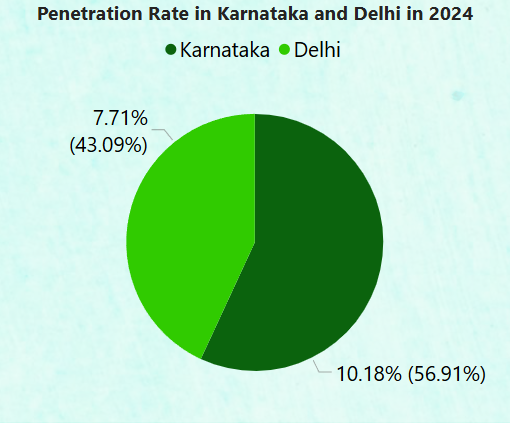 Penetration Rate in Karnataka and Delhi in 2024
Karnataka Delhi
7.71%
(43.09%)
10.18% (56.91%)